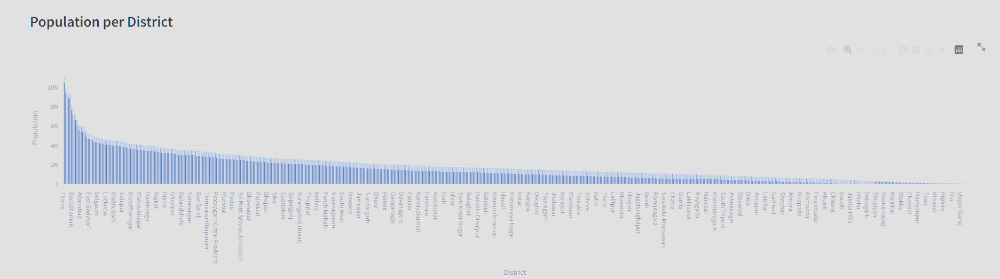 Population per District
10M
8M
6M
4M
2M
0
Population
Thane
Bardohaman
Allahabad
East Godavari
Belgaum
Lucknow
Madhubani
Solapur
Muzaffarnagar
Mahbubnagar
Darbhanga
Rajkot
Bijnor
Ghazipur
Bulandshahr
Saharanpur
Rae Bareli
Thiruvananthapuram
Pratapgarh (Uttar Pradesh)
Mumbai
Medak
Sri Potti Sriramulu Nellore
Bhavnagar
Palakkad
Bhojpur
Sikar
Cuddalore
Gopalganj
Aurangabad (Bihar)
Tiruppur
Bellary
Panch Mahals
Vizianagaram
South West
Nawada
Jamnagar
Sundargarh
Dhule
Pilibhit
Ganganagar
Davanagere
Patiala
Kanniyakumari
Parbhani
Kendujhar
Etah
Hisar
Sant Kabir Nagar
Balaghat
Dakshin Dinajpur
Balangir
Kaimur (bhabua)
Haveri
Mahamaya Nagar
Kolar
Kangra
Deoghar
Tikamgarh
Jhalawar
Koraput
Mandsaur
Tinsukia
Sehore
Katni
Theni
Lalitpur
Bhandara
Hingoli
Jagatsinghapur
Bundi
Ramanagara
Saraikela-kharsawan
Chatra
Gumla
Lakhisarai
Rayagada
Nainital
Mahendragarh
South Tripura
Ashoknagar
Wayanad
Datia
Anuppur
Latehar
Garhwal
Sheohar
Almora
Nuapada
Porbandar
Perambalur
Khunti
Chirang
Baudh
Jaintia Hills
Dhalai
Debagarh
Shupiyan
Rudraprayag
Karaikal
Wokha
Chandel
Narayanpur
Tirap
Kinnaur
Kiphire
Diu
Upper Siang
District